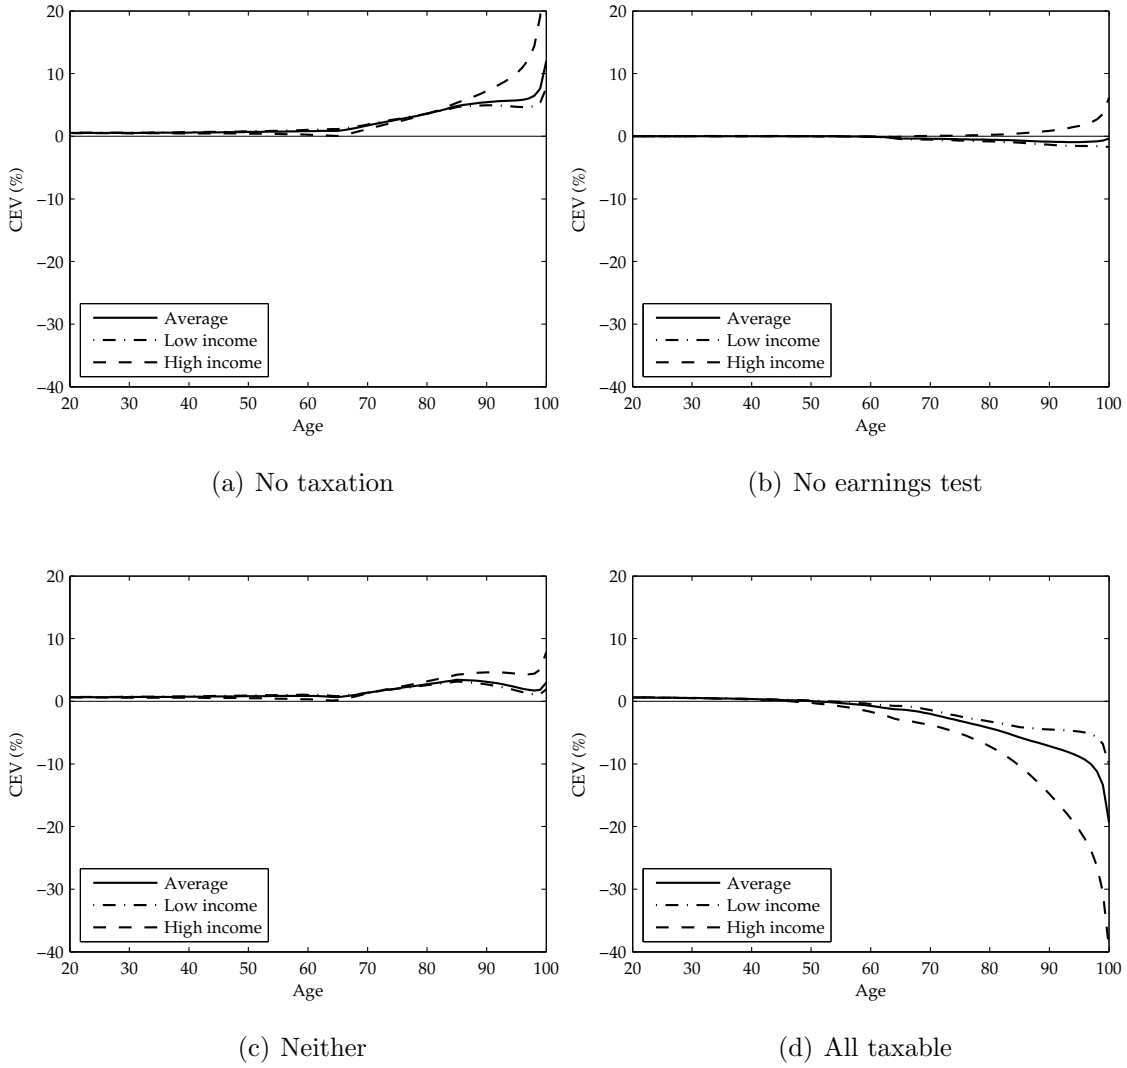 20
10
0
−10
−20
−30
−40
CEV (%)
Average
Low income
High income
20 30 40 50 60 70 80 90 100
Age
(a) No taxation
20
10
0
−10
−20
−30
−40
CEV (%)
Average
Low income
High income
20 30 40 50 60 70 80 90 100
Age
(b) No earnings test
20
10
0
−10
−20
−30
−40
CEV (%)
Average
Low income
High income
20 30 40 50 60 70 80 90 100
Age
(c) Neither
20
10
0
−10
−20
−30
−40
CEV (%)
Average
Low income
High income
20 30 40 50 60 70 80 90 100
Age
(d) All taxable